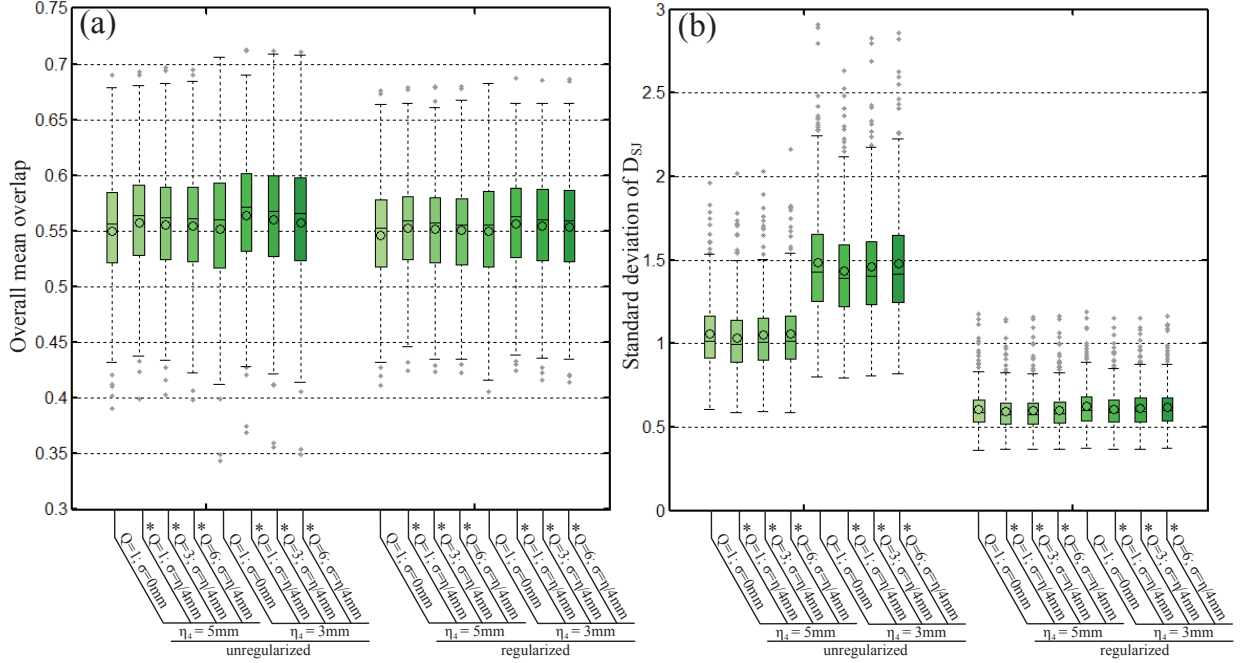 (a)
Overall mean overlap
0.75
0.7
0.65
0.6
0.55
0.5
0.45
0.4
0.35
0.3
Q=1; σ=0mm
*Q=1; σ=η/4mm
*Q=3; σ=η/4mm
*Q=6; σ=η/4mm
Q=1; σ=0mm
*Q=1; σ=η/4mm
*Q=3; σ=η/4mm
*Q=6; σ=η/4mm
η₄ = 5mm
η₄ = 3mm
unregularized
Q=1; σ=0mm
*Q=1; σ=η/4mm
*Q=3; σ=η/4mm
*Q=6; σ=η/4mm
Q=1; σ=0mm
*Q=1; σ=η/4mm
*Q=3; σ=η/4mm
*Q=6; σ=η/4mm
η₄ = 5mm
η₄ = 3mm
regularized
(b)
Standard deviation of D_SJ
3
2.5
2
1.5
1
0.5
0
Q=1; σ=0mm
*Q=1; σ=η/4mm
*Q=3; σ=η/4mm
*Q=6; σ=η/4mm
Q=1; σ=0mm
*Q=1; σ=η/4mm
*Q=3; σ=η/4mm
*Q=6; σ=η/4mm
η₄ = 5mm
η₄ = 3mm
unregularized
Q=1; σ=0mm
*Q=1; σ=η/4mm
*Q=3; σ=η/4mm
*Q=6; σ=η/4mm
Q=1; σ=0mm
*Q=1; σ=η/4mm
*Q=3; σ=η/4mm
*Q=6; σ=η/4mm
η₄ = 5mm
η₄ = 3mm
regularized